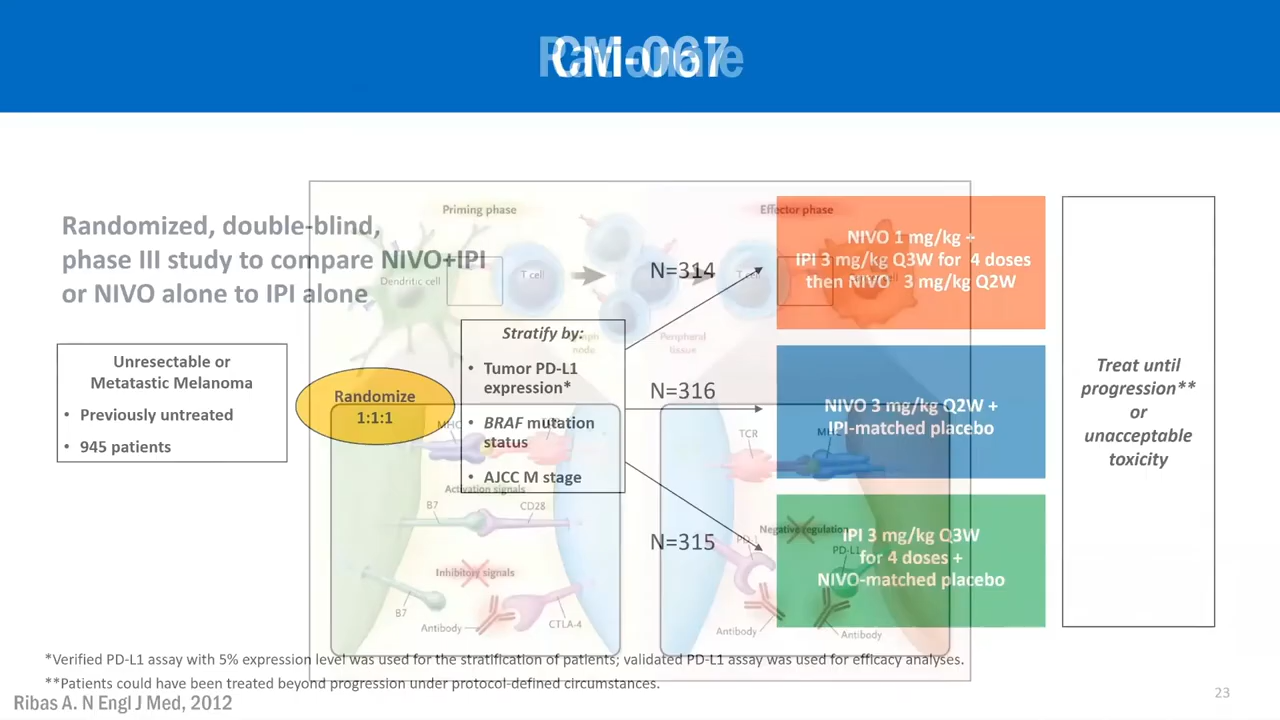 Rationale
CM-067
Randomized, double-blind,
phase III study to compare NIVO+IPI
or NIVO alone to IPI alone
Unresectable or
Metastatic Melanoma
• Previously untreated
• 945 patients
Randomize
1:1:1
Stratify by:
• Tumor PD-L1
expression*
• BRAF mutation
status
• AJCC M stage
N=314
N=316
N=315
NIVO 1 mg/kg +
IPI 3 mg/kg Q3W for 4 doses
then NIVO 3 mg/kg Q2W
NIVO 3 mg/kg Q2W +
IPI-matched placebo
IPI 3 mg/kg Q3W
for 4 doses +
NIVO-matched placebo
Treat until
progression**
or
unacceptable
toxicity
Priming phase
Effector phase
Dendritic cell
T cell
node
Peripheral
tissue
MHC
Activation signals
B7
CD28
Inhibitory signals
B7
Antibody
CTLA-4
TCR
Negative regulation
PD-L1
Antibody
Antibody
*Verified PD-L1 assay with 5% expression level was used for the stratification of patients; validated PD-L1 assay was used for efficacy analyses.
**Patients could have been treated beyond progression under protocol-defined circumstances.
Ribas A. N Engl J Med, 2012
23